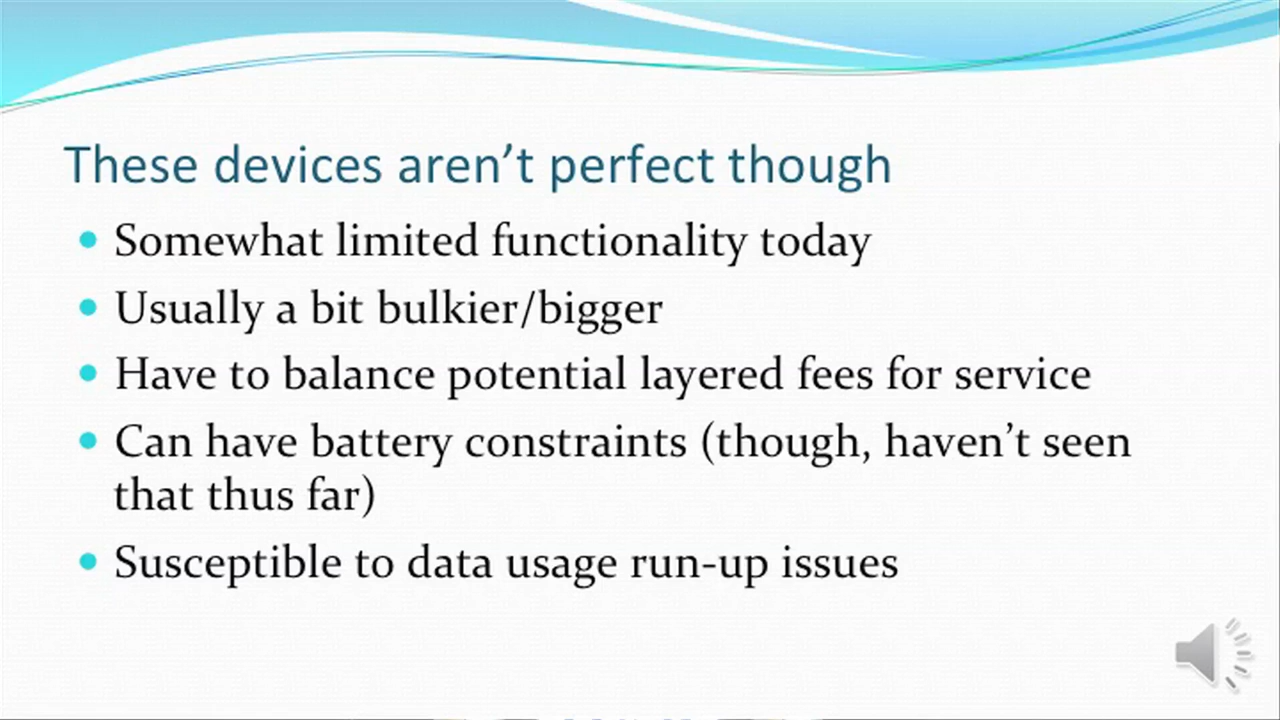 These devices aren’t perfect though
Somewhat limited functionality today
Usually a bit bulkier/bigger
Have to balance potential layered fees for service
Can have battery constraints (though, haven’t seen
that thus far)
Susceptible to data usage run-up issues